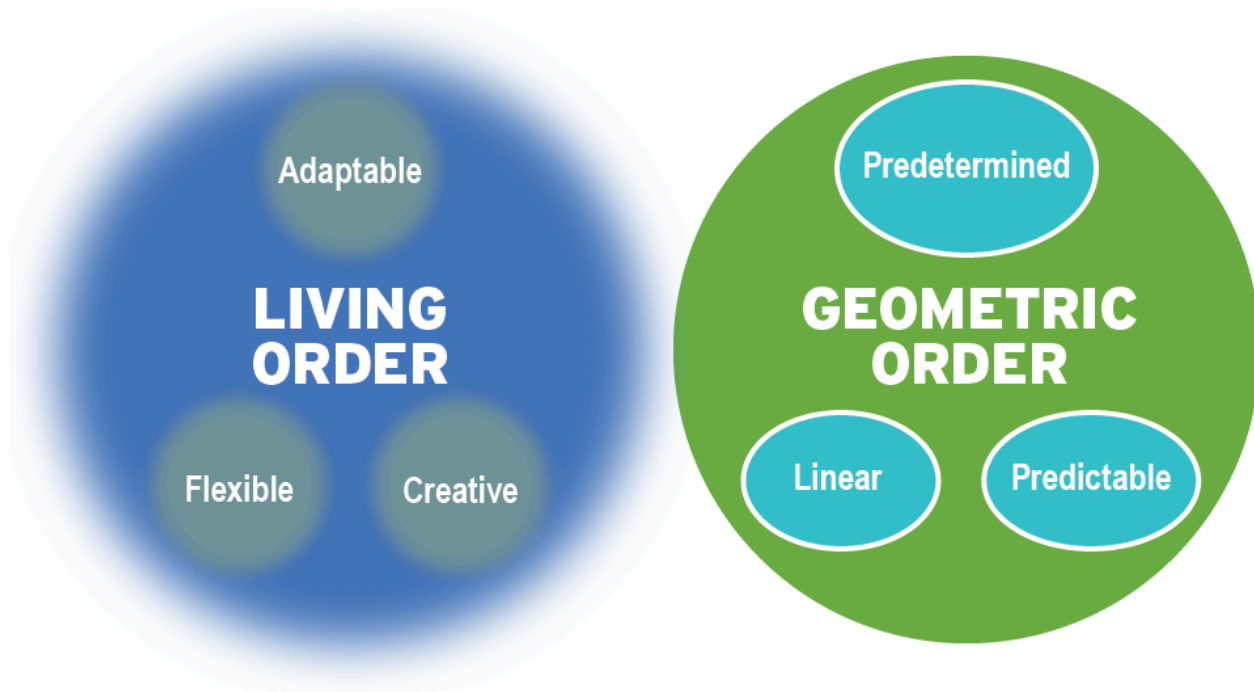 Adaptable
LIVING
ORDER
Flexible
Creative
Predetermined
GEOMETRIC
ORDER
Linear
Predictable